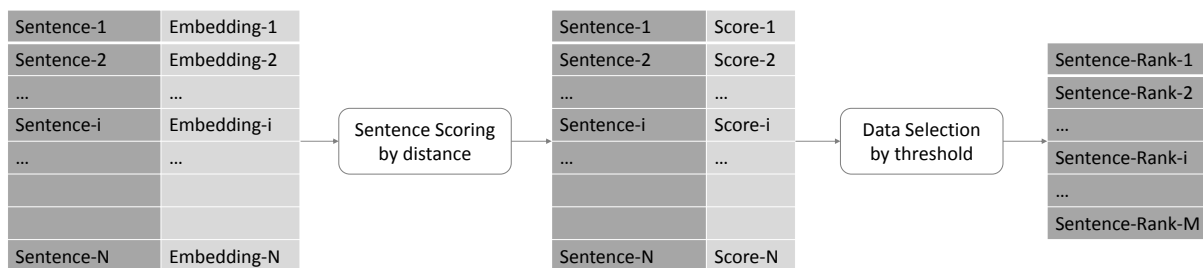 Sentence-1 Embedding-1
Sentence-2 Embedding-2
... ...
Sentence-i Embedding-i
... ...
Sentence-N Embedding-N
Sentence Scoring
by distance
Sentence-1 Score-1
Sentence-2 Score-2
... ...
Sentence-i Score-i
... ...
Sentence-N Score-N
Data Selection
by threshold
Sentence-Rank-1
Sentence-Rank-2
...
Sentence-Rank-i
...
Sentence-Rank-M